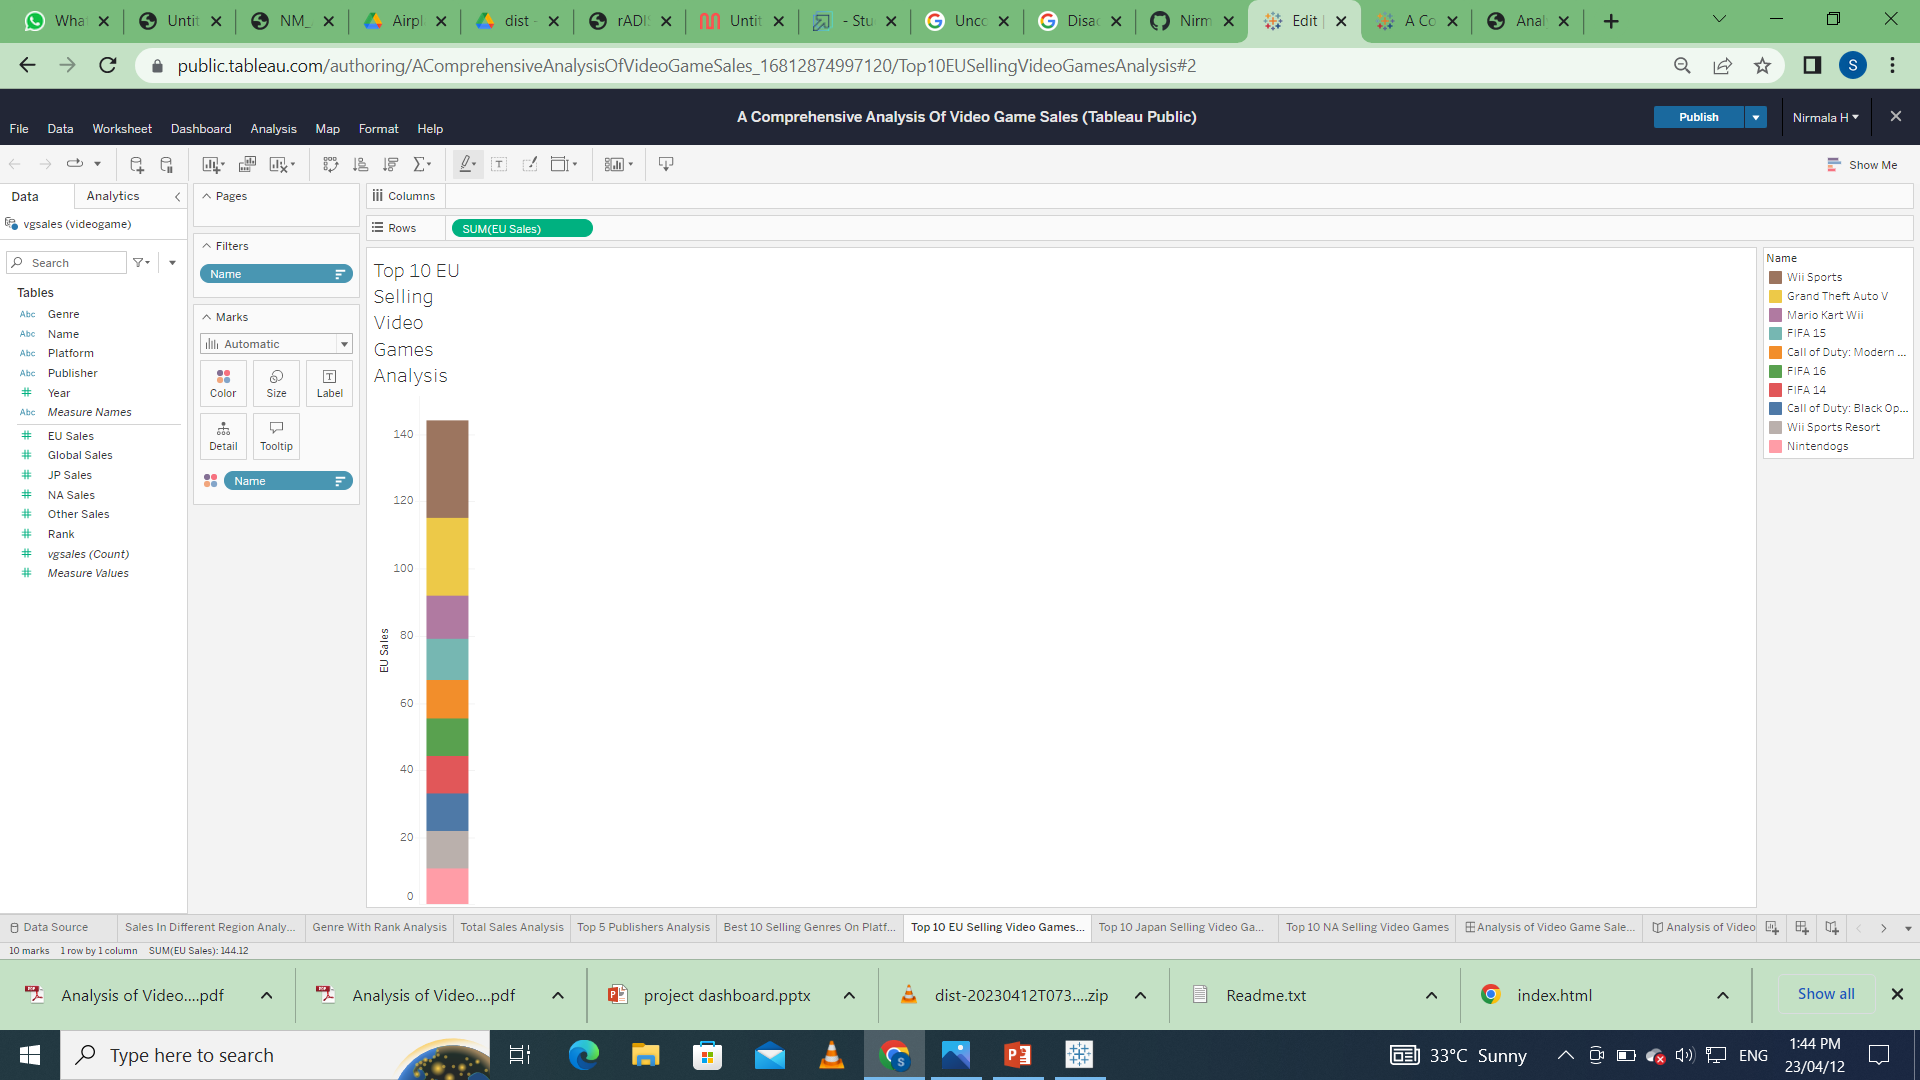 What
Untit
NM_
Airpl
dist -
rADI
Untit
- Stu
Unco
Disac
Nirm
Edit
A Co
Anal
public.tableau.com/authoring/AComprehensiveAnalysisOfVideoGameSales_16812874997120/Top10EUSellingVideoGamesAnalysis#2
S
A Comprehensive Analysis Of Video Game Sales (Tableau Public)
Publish
Nirmala H
File Data Worksheet Dashboard Analysis Map Format Help
Show Me
Data Analytics
vgsales (videogame)
Search
Tables
Abc Genre
Abc Name
Abc Platform
Abc Publisher
# Year
Abc Measure Names
# EU Sales
# Global Sales
# JP Sales
# NA Sales
# Other Sales
# Rank
# vgsales (Count)
# Measure Values
Pages
Filters
Name
Marks
Automatic
Color Size Label
Detail Tooltip
Name
Columns
Rows SUM(EU Sales)
Top 10 EU
Selling
Video
Games
Analysis
EU Sales
140
120
100
80
60
40
20
0
Name
Wii Sports
Grand Theft Auto V
Mario Kart Wii
FIFA 15
Call of Duty: Modern ...
FIFA 16
FIFA 14
Call of Duty: Black Op...
Wii Sports Resort
Nintendogs
Data Source
Sales In Different Region Analy...
Genre With Rank Analysis
Total Sales Analysis
Top 5 Publishers Analysis
Best 10 Selling Genres On Platf...
Top 10 EU Selling Video Games...
Top 10 Japan Selling Video Ga...
Top 10 NA Selling Video Games
Analysis of Video Game Sale...
Analysis of Video
10 marks 1 row by 1 column SUM(EU Sales): 144.12
Analysis of Video....pdf
Analysis of Video....pdf
project dashboard.pptx
dist-20230412T073....zip
Readme.txt
index.html
Show all
Type here to search
33°C Sunny
ENG
1:44 PM
23/04/12